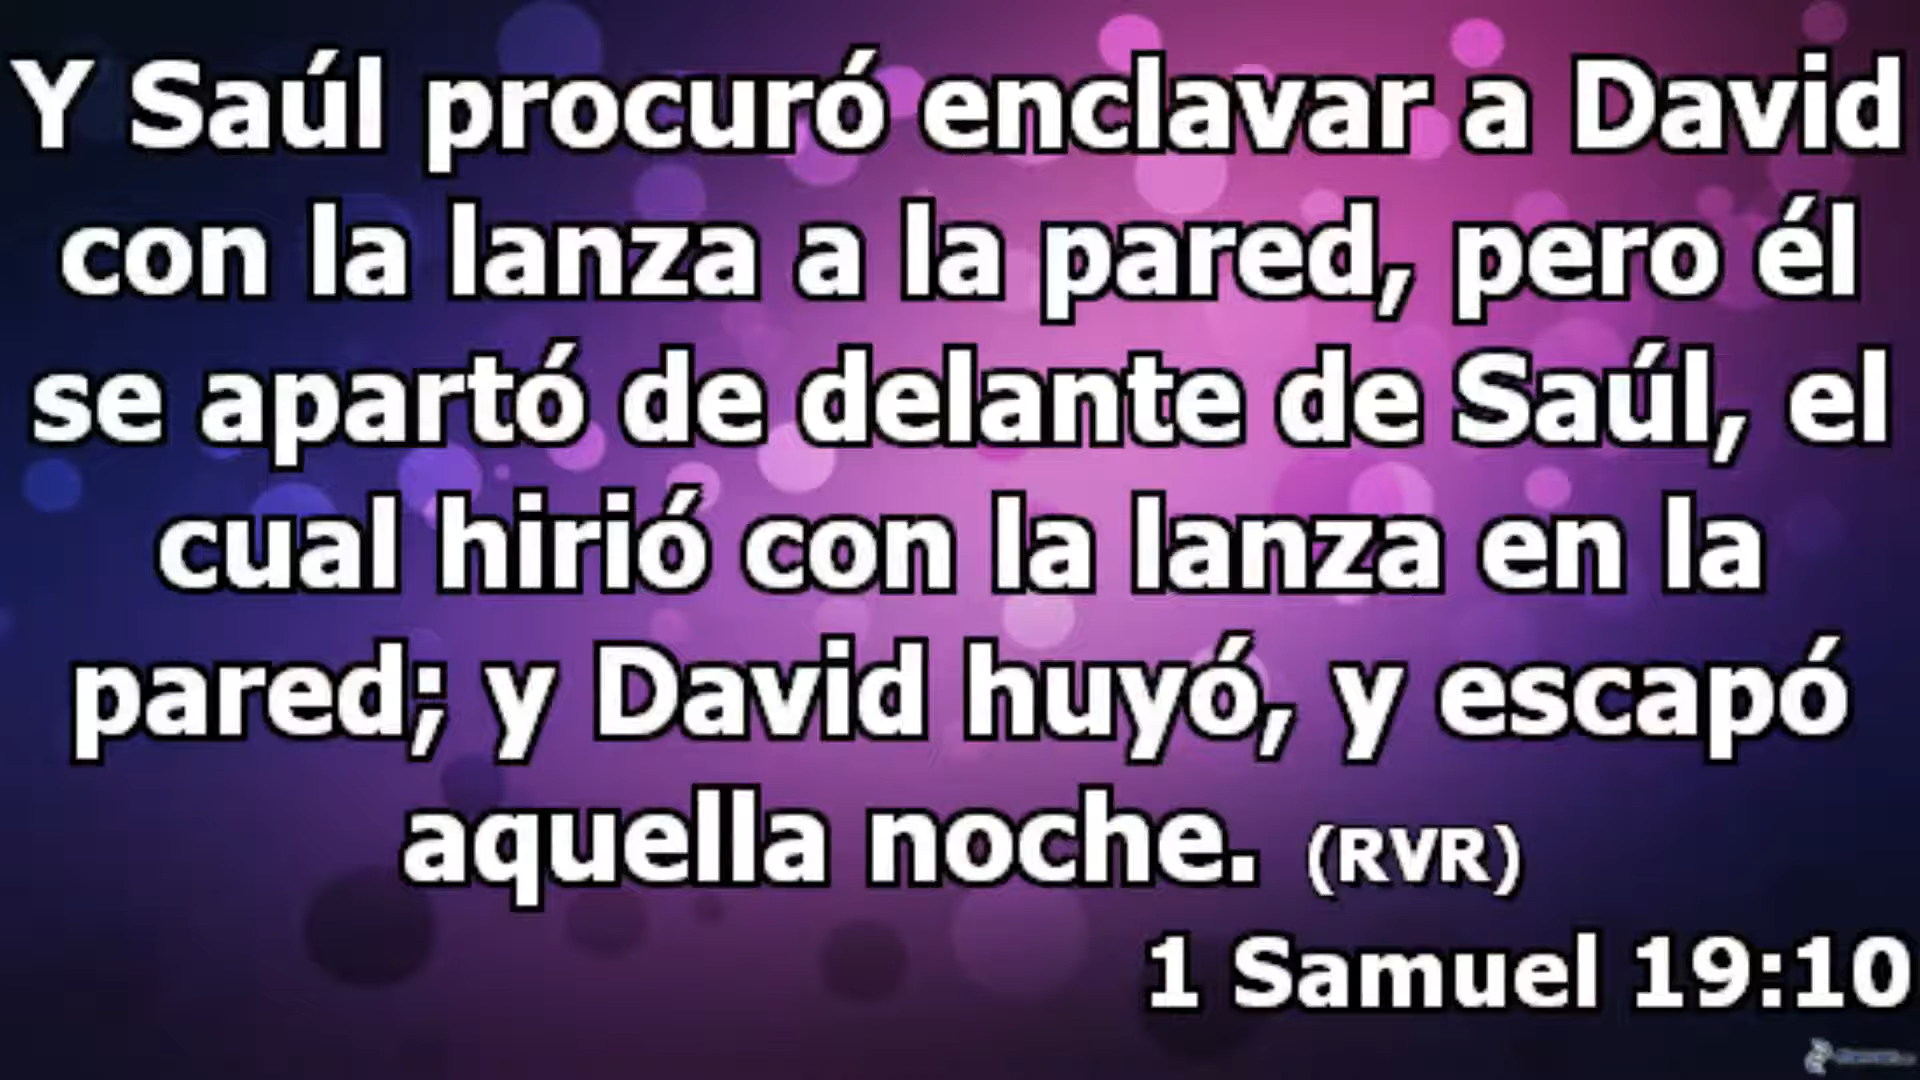 Y Saúl procuró enclavar a David
con la lanza a la pared, pero él
se apartó de delante de Saúl, el
cual hirió con la lanza en la
pared; y David huyó, y escapó
aquella noche. (RVR)
1 Samuel 19:10